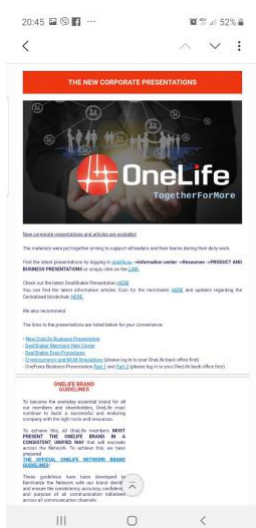 20:45
52%
THE NEW CORPORATE PRESENTATIONS
OneLife
TogetherForMore
New corporate presentations and articles are available!
The materials were put together aiming to support all leaders and their teams during their daily work.
Find the latest presentations by logging to onelife.eu ->Information center ->Resources ->PRODUCT AND
BUSINESS PRESENTATIONS or simply click on the LINK.
Check out the latest DealShaker Presentation HERE
You can find the latest information articles 'Coin for the merchants' HERE and updates regarding the
Centralised blockchain HERE.
We also recommend
The links to the presentations are listed below for your convenience:
- New OneLife Business Presentation
- DealShaker Merchant Help Center
- DealShaker Expo Procedures
- Cryptocurrency and MLM Regulations (please log in to your OneLife back office first)
- OneForex Business Presentation Part 1 and Part 2 (please log in to your OneLife back office first)
ONELIFE BRAND
GUIDELINES
To become the everyday essential brand for all
our members and shareholders, OneLife must
continue to build a successful and enduring
company with the right tools and resources.
To achieve this, all OneLife members MUST
PRESENT THE ONELIFE BRAND IN A
CONSISTENT, UNIFIED WAY that will resonate
across the Network. To achieve this, we have
prepared
THE OFFICIAL ONELIFE NETWORK BRAND
GUIDELINES!
These guidelines have been developed to
familiarize the Network with our brand identity
and ensure the consistency, accuracy, confidence,
and purpose of all communication initiatives
across all communication channels.